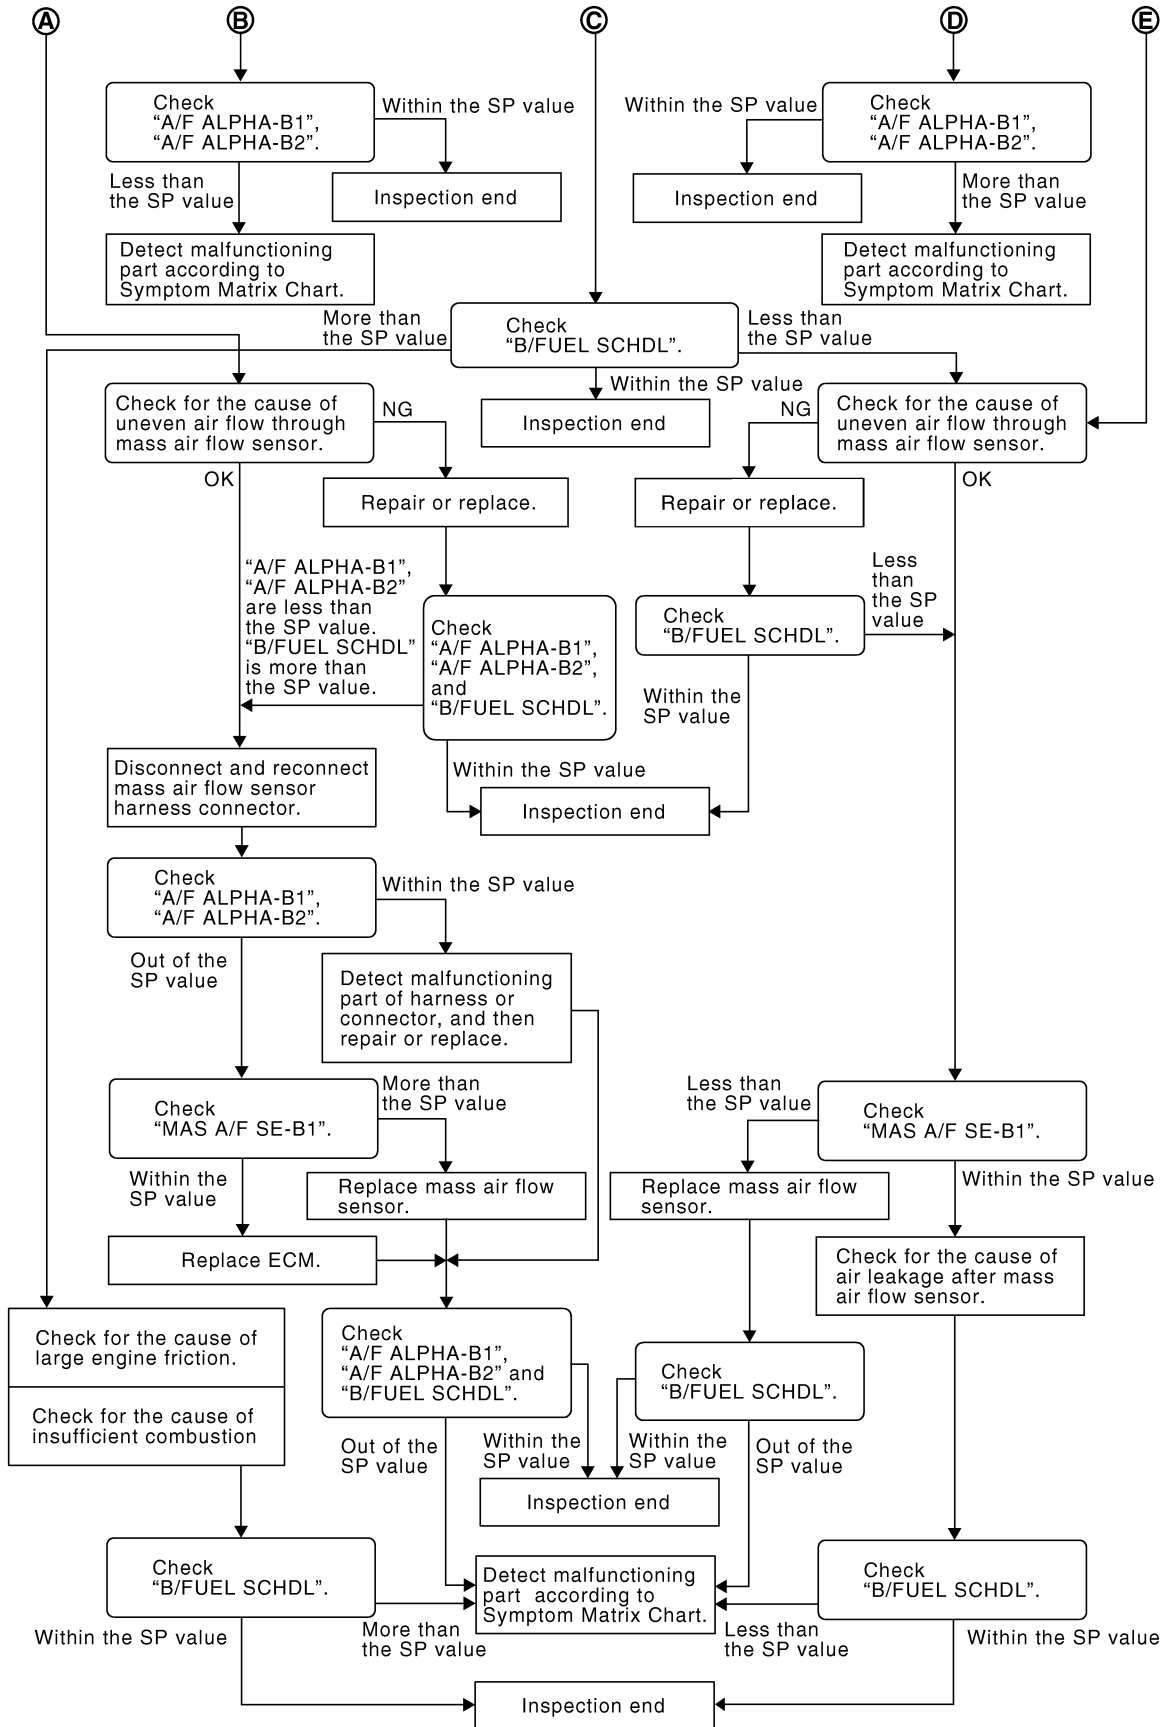 A
B
C
D
E
Check
“A/F ALPHA-B1”,
“A/F ALPHA-B2”.
Within the SP value
Less than
the SP value
Inspection end
Detect malfunctioning
part according to
Symptom Matrix Chart.
Within the SP value
Check
“A/F ALPHA-B1”,
“A/F ALPHA-B2”.
Inspection end
More than
the SP value
Detect malfunctioning
part according to
Symptom Matrix Chart.
More than
the SP value
Check
“B/FUEL SCHDL”.
Less than
the SP value
Within the SP value
Inspection end
Check for the cause of
uneven air flow through
mass air flow sensor.
NG
OK
Repair or replace.
“A/F ALPHA-B1”,
“A/F ALPHA-B2”
are less than
the SP value.
“B/FUEL SCHDL”
is more than
the SP value.
Check
“A/F ALPHA-B1”,
“A/F ALPHA-B2”,
and
“B/FUEL SCHDL”.
Within the SP value
NG
Check for the cause of
uneven air flow through
mass air flow sensor.
OK
Repair or replace.
Check
“B/FUEL SCHDL”.
Less
than
the SP
value
Within the
SP value
Inspection end
Disconnect and reconnect
mass air flow sensor
harness connector.
Check
“A/F ALPHA-B1”,
“A/F ALPHA-B2”.
Within the SP value
Out of the
SP value
Detect malfunctioning
part of harness or
connector, and then
repair or replace.
Check
“MAS A/F SE-B1”.
More than
the SP value
Within the
SP value
Replace mass air flow
sensor.
Replace ECM.
Less than
the SP value
Check
“MAS A/F SE-B1”.
Within the SP value
Replace mass air flow
sensor.
Check for the cause of
air leakage after mass
air flow sensor.
Check for the cause of
large engine friction.
Check for the cause of
insufficient combustion
Check
“A/F ALPHA-B1”,
“A/F ALPHA-B2” and
“B/FUEL SCHDL”.
Check
“B/FUEL SCHDL”.
Out of the
SP value
Within the
SP value
Within the
SP value
Out of the
SP value
Inspection end
Check
“B/FUEL SCHDL”.
Detect malfunctioning
part  according to
Symptom Matrix Chart.
Check
“B/FUEL SCHDL”.
Within the SP value
More than
the SP value
Less than
the SP value
Within the SP value
Inspection end